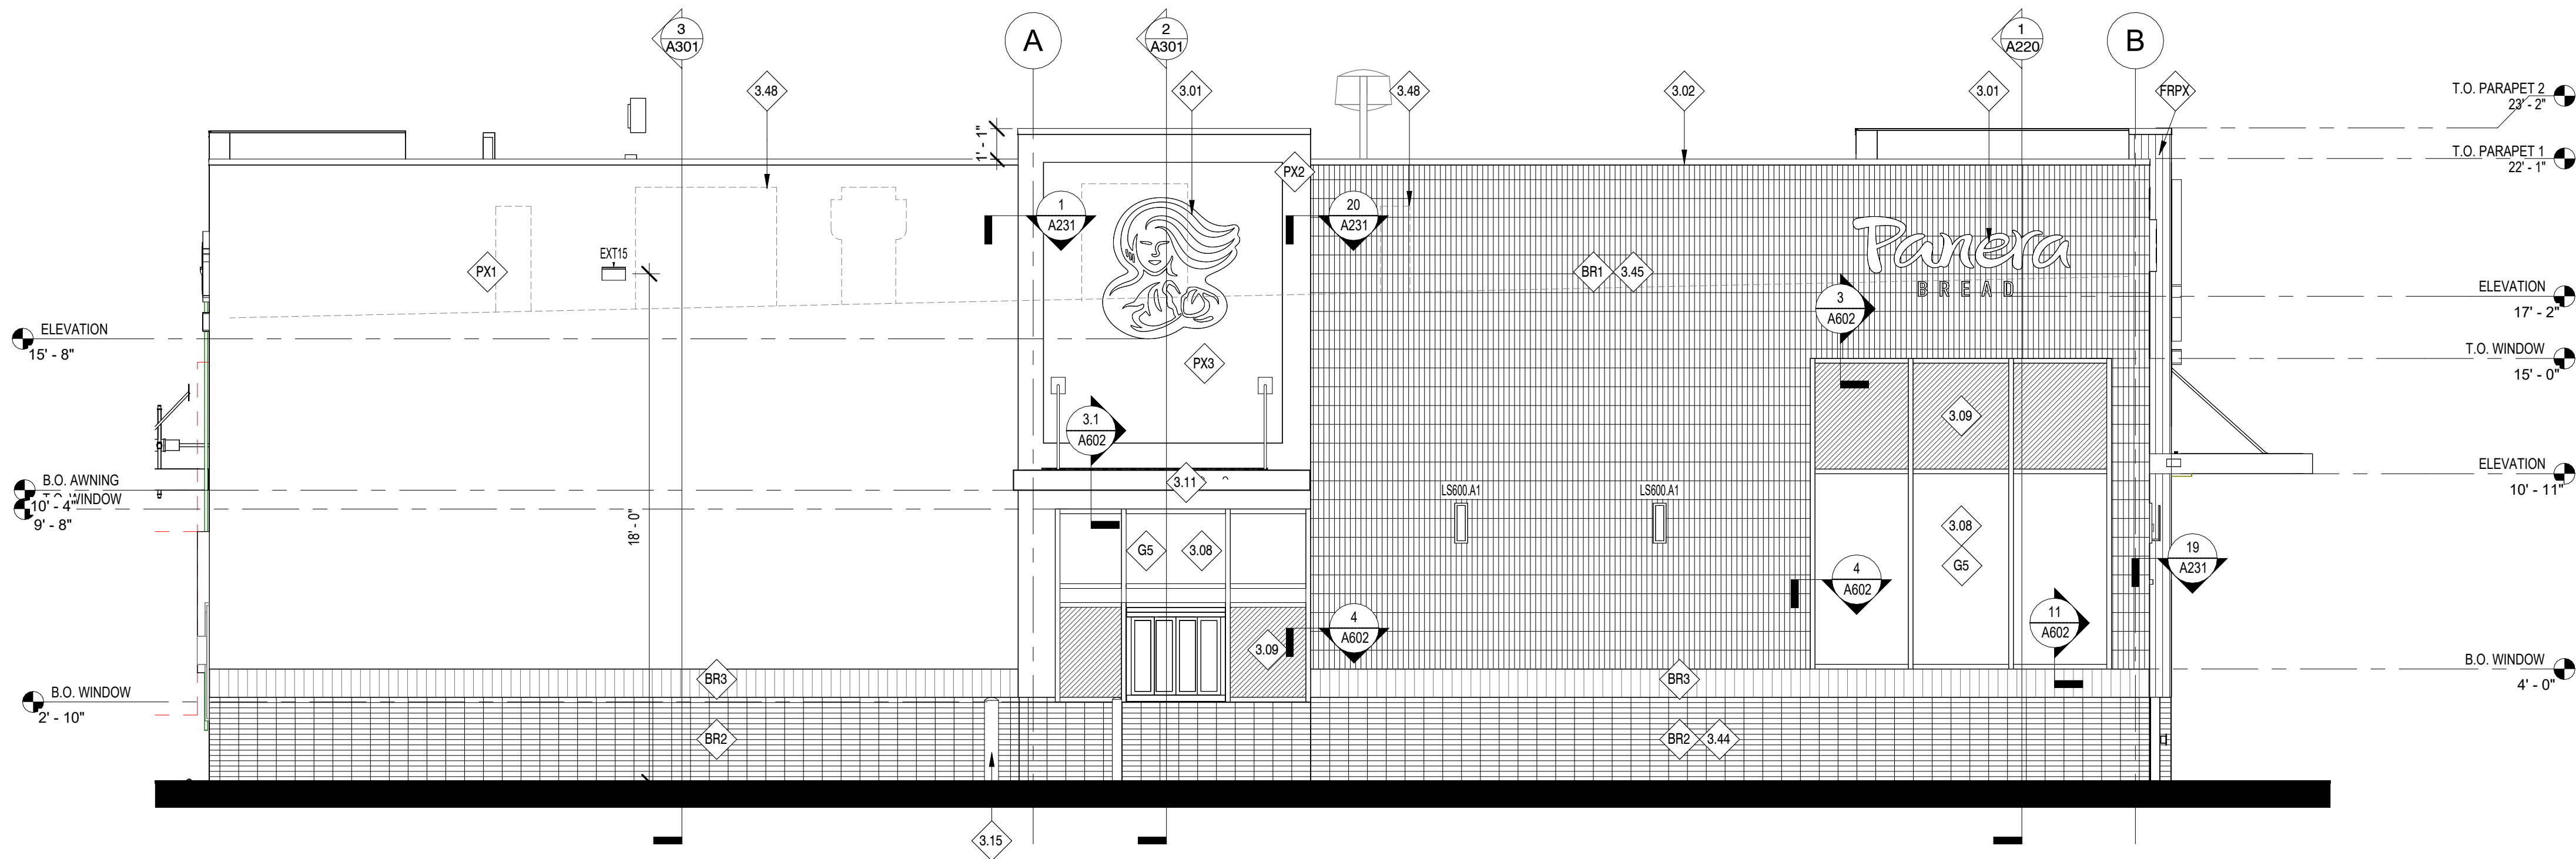 3
A301
A
2
A301
1
A220
B
3.48
3.01
3.48
3.02
3.01
FRPX
T.O. PARAPET 2
23' - 2"
1' - 1"
T.O. PARAPET 1
22' - 1"
PX2
1
A231
20
A231
EXT15
PX1
BR1
3.45
Panera
BREAD
ELEVATION
17' - 2"
3
A602
ELEVATION
15' - 8"
T.O. WINDOW
15' - 0"
PX3
3.09
3.1
A602
B.O. AWNING
10' - 4"
T.O. WINDOW
9' - 8"
3.11
LS600.A1
LS600.A1
ELEVATION
10' - 11"
18' - 0"
G5
3.08
3.08
G5
19
A231
4
A602
11
A602
4
A602
3.09
BR3
BR3
B.O. WINDOW
4' - 0"
B.O. WINDOW
2' - 10"
BR2
BR2
3.44
3.15